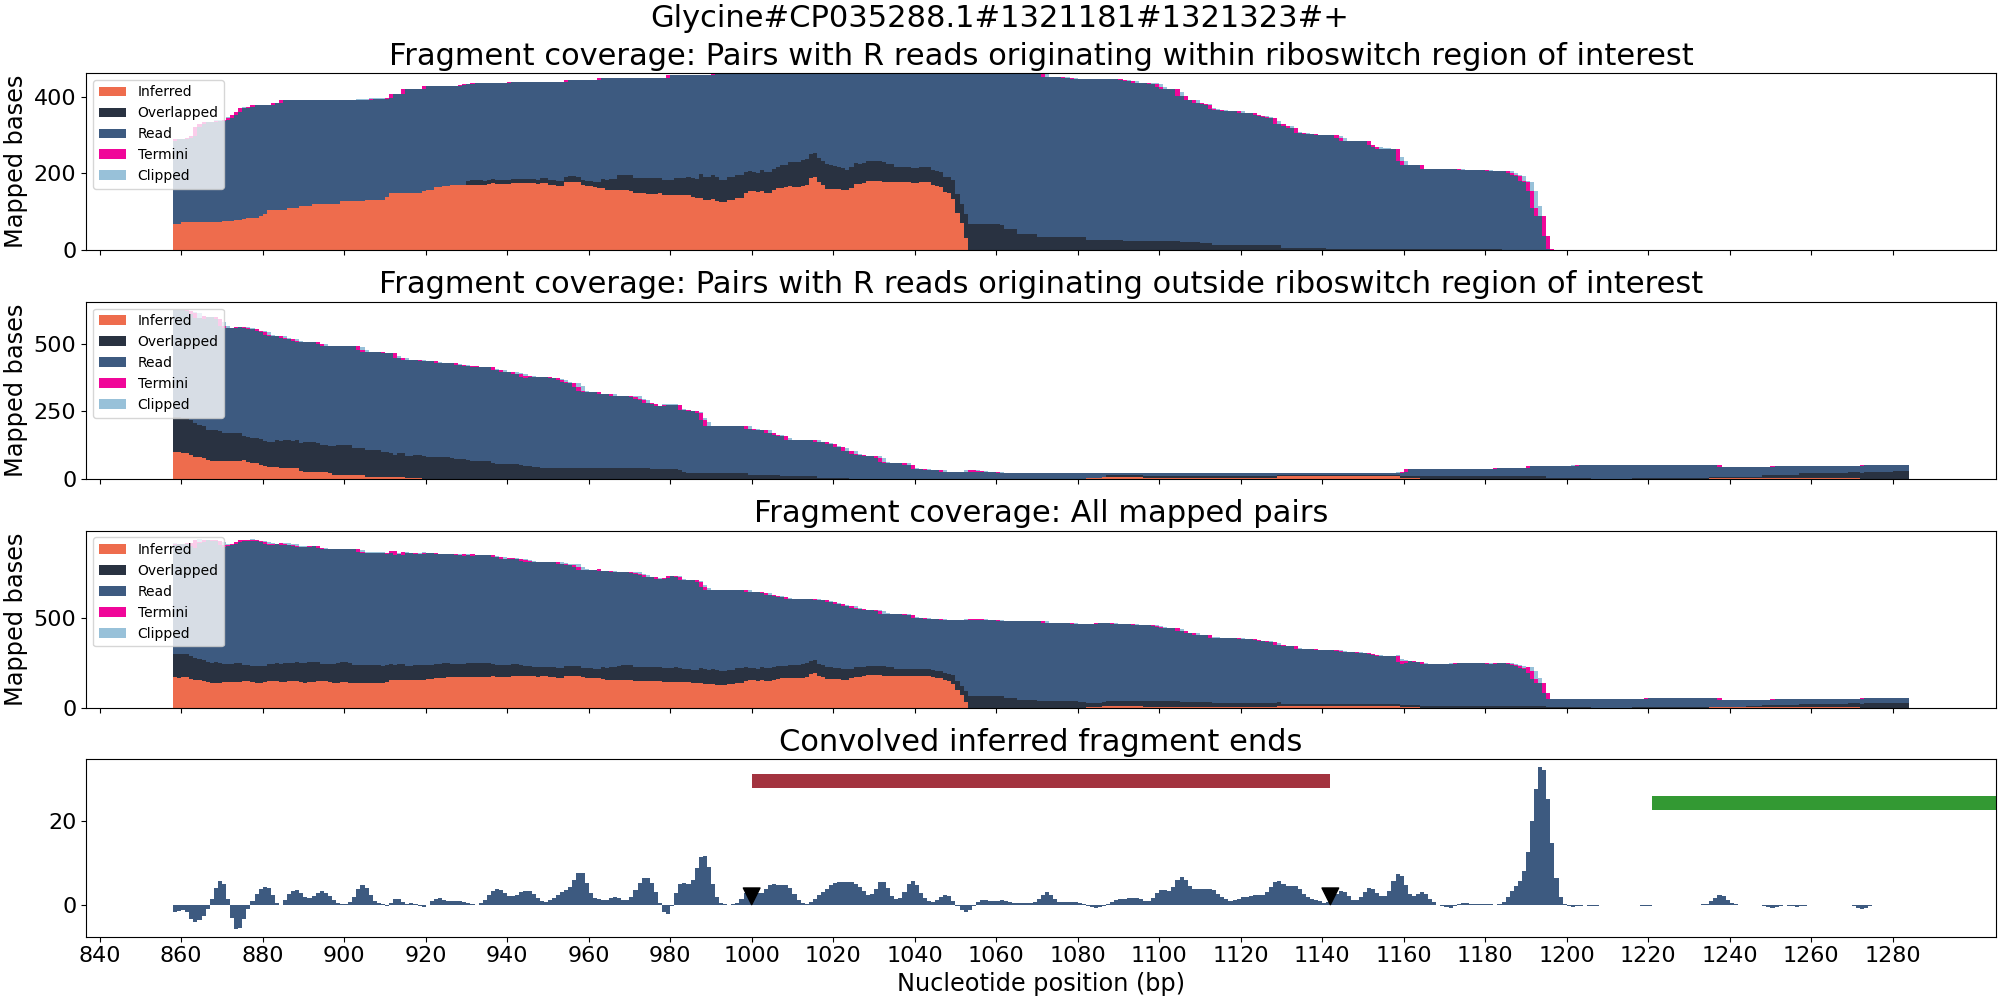 Glycine#CP035288.1#1321181#1321323#+
Fragment coverage: Pairs with R reads originating within riboswitch region of interest
Mapped bases
400
200
0
Inferred
Overlapped
Read
Termini
Clipped
Fragment coverage: Pairs with R reads originating outside riboswitch region of interest
Mapped bases
500
250
0
Inferred
Overlapped
Read
Termini
Clipped
Fragment coverage: All mapped pairs
Mapped bases
500
0
Inferred
Overlapped
Read
Termini
Clipped
Convolved inferred fragment ends
20
0
840 860 880 900 920 940 960 980 1000 1020 1040 1060 1080 1100 1120 1140 1160 1180 1200 1220 1240 1260 1280
Nucleotide position (bp)